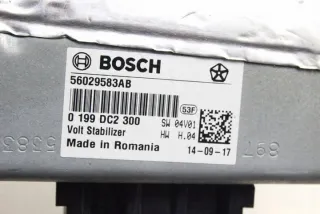 BOSCH
56029583AB
0 199 DC2 300
53F
SW 04V01
Volt Stabilizer
HW H.04
Made in Romania
14-09-17